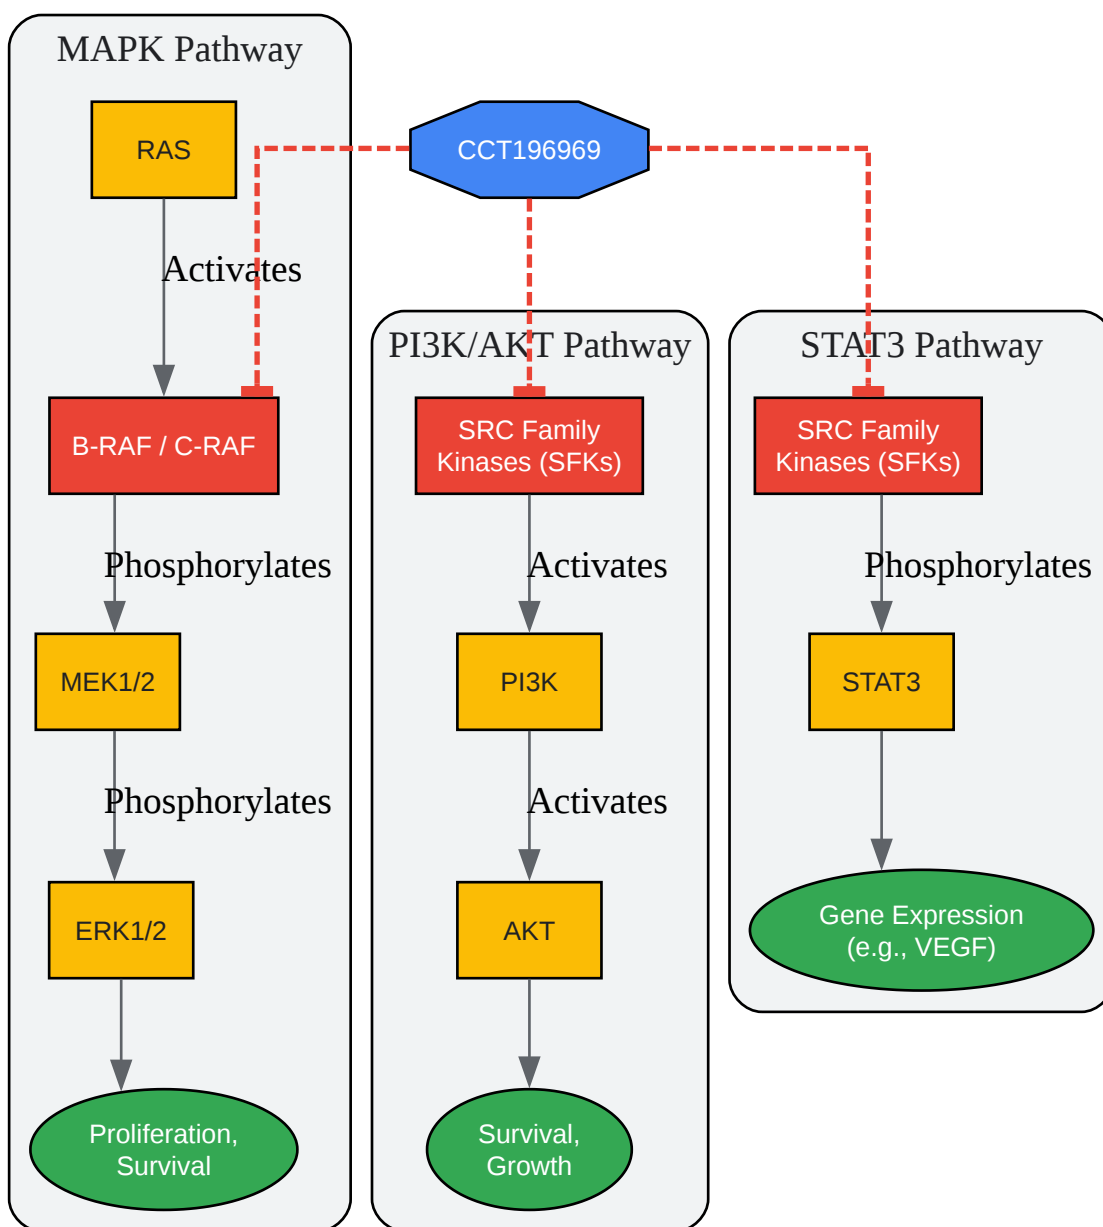 MAPK Pathway
RAS
Activates
B-RAF / C-RAF
Phosphorylates
MEK1/2
Phosphorylates
ERK1/2
Proliferation,
Survival
CCT196969
PI3K/AKT Pathway
SRC Family
Kinases (SFKs)
Activates
PI3K
Activates
AKT
Survival,
Growth
STAT3 Pathway
SRC Family
Kinases (SFKs)
Phosphorylates
STAT3
Gene Expression
(e.g., VEGF)